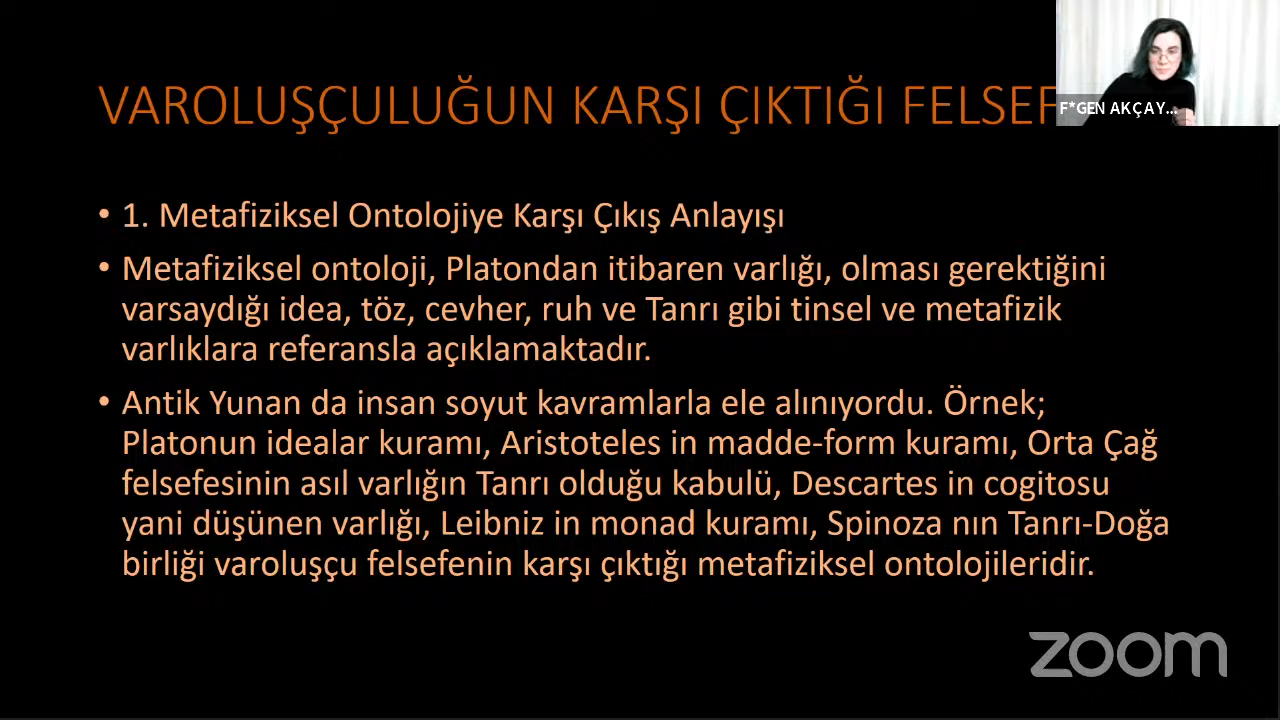 VAROLUŞÇULUĞUN KARŞI ÇIKTIĞI
F*GEN AKÇAY...
• 1. Metafiziksel Ontolojiye Karşı Çıkış Anlayışı
• Metafiziksel ontoloji, Platondan itibaren varlığı, olması gerektiğini
varsaydığı idea, töz, cevher, ruh ve Tanrı gibi tinsel ve metafizik
varlıklara referansla açıklamaktadır.
• Antik Yunan da insan soyut kavramlarla ele alınıyordu. Örnek;
Platonun idealar kuramı, Aristoteles in madde-form kuramı, Orta Çağ
felsefesinin asıl varlığın Tanrı olduğu kabulü, Descartes in cogitosu
yani düşünen varlığı, Leibniz in monad kuramı, Spinoza nın Tanrı-Doğa
birliği varoluşçu felsefenin karşı çıktığı metafiziksel ontolojileridir.
zoom